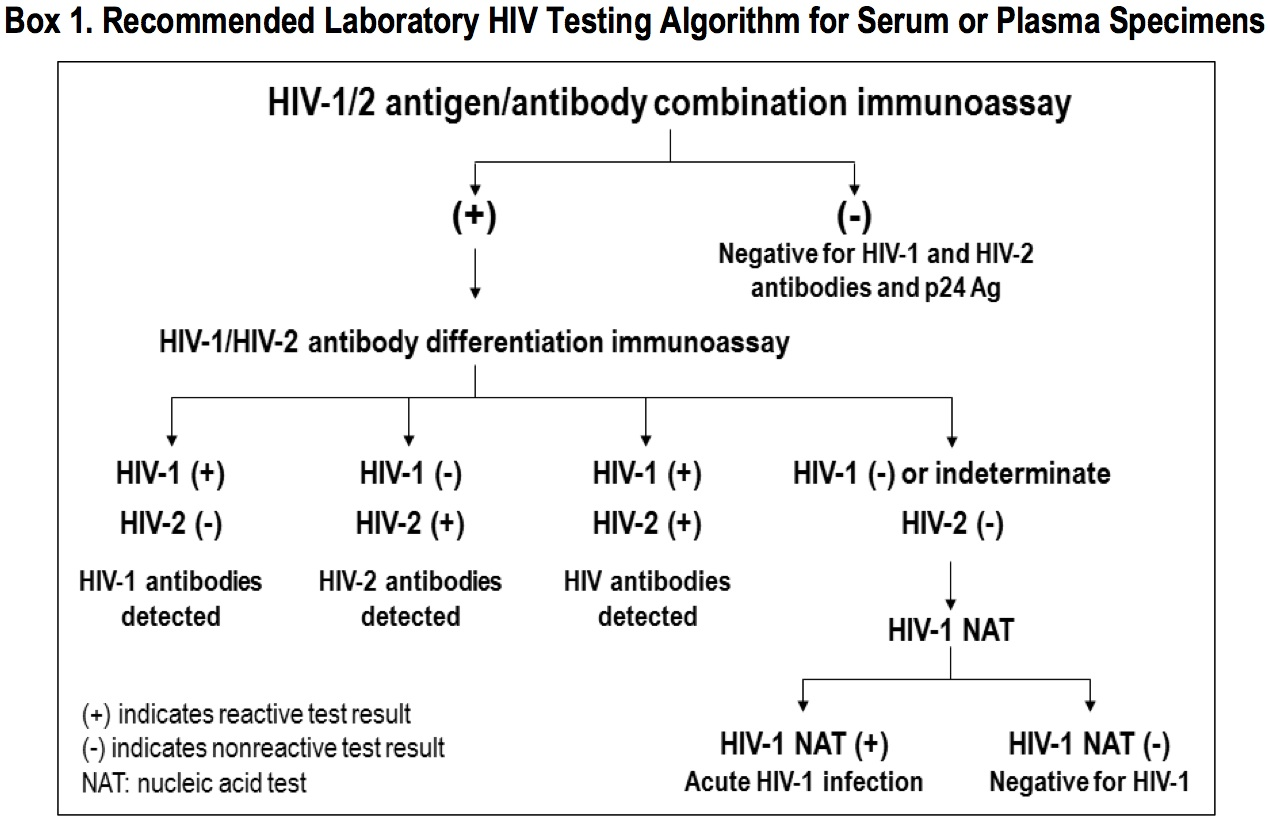 Box 1. Recommended Laboratory HIV Testing Algorithm for Serum or Plasma Specimens
HIV-1/2 antigen/antibody combination immunoassay
(+)
(-)
Negative for HIV-1 and HIV-2
antibodies and p24 Ag
HIV-1/HIV-2 antibody differentiation immunoassay
HIV-1 (+)
HIV-2 (-)
HIV-1 antibodies
detected
HIV-1 (-)
HIV-2 (+)
HIV-2 antibodies
detected
HIV-1 (+)
HIV-2 (+)
HIV antibodies
detected
HIV-1 (-) or indeterminate
HIV-2 (-)
HIV-1 NAT
HIV-1 NAT (+)
Acute HIV-1 infection
HIV-1 NAT (-)
Negative for HIV-1
(+) indicates reactive test result
(-) indicates nonreactive test result
NAT: nucleic acid test